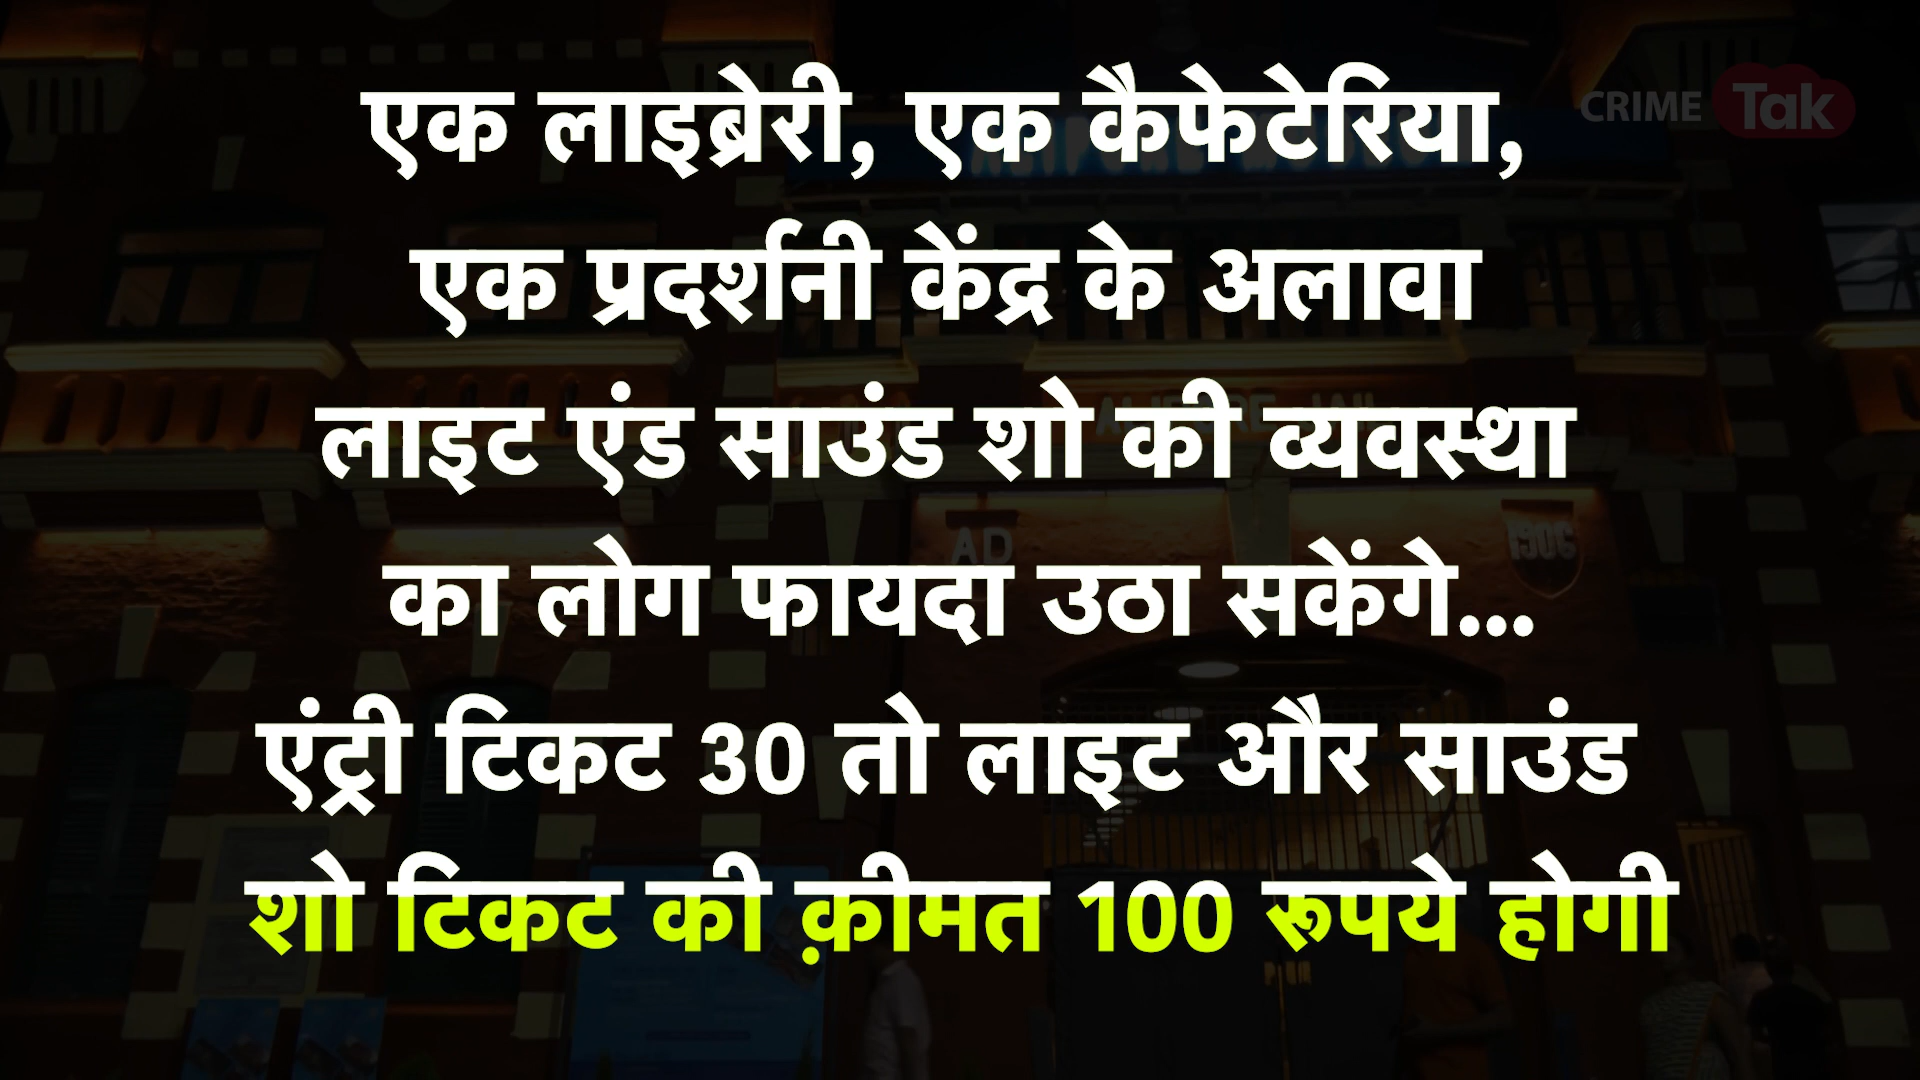 CRIME Tak
एक लाइब्रेरी, एक कैफेटेरिया,
एक प्रदर्शनी केंद्र के अलावा
लाइट एंड साउंड शो की व्यवस्था
का लोग फायदा उठा सकेंगे...
एंट्री टिकट 30 तो लाइट और साउंड
शो टिकट की क़ीमत 100 रूपये होगी
AD